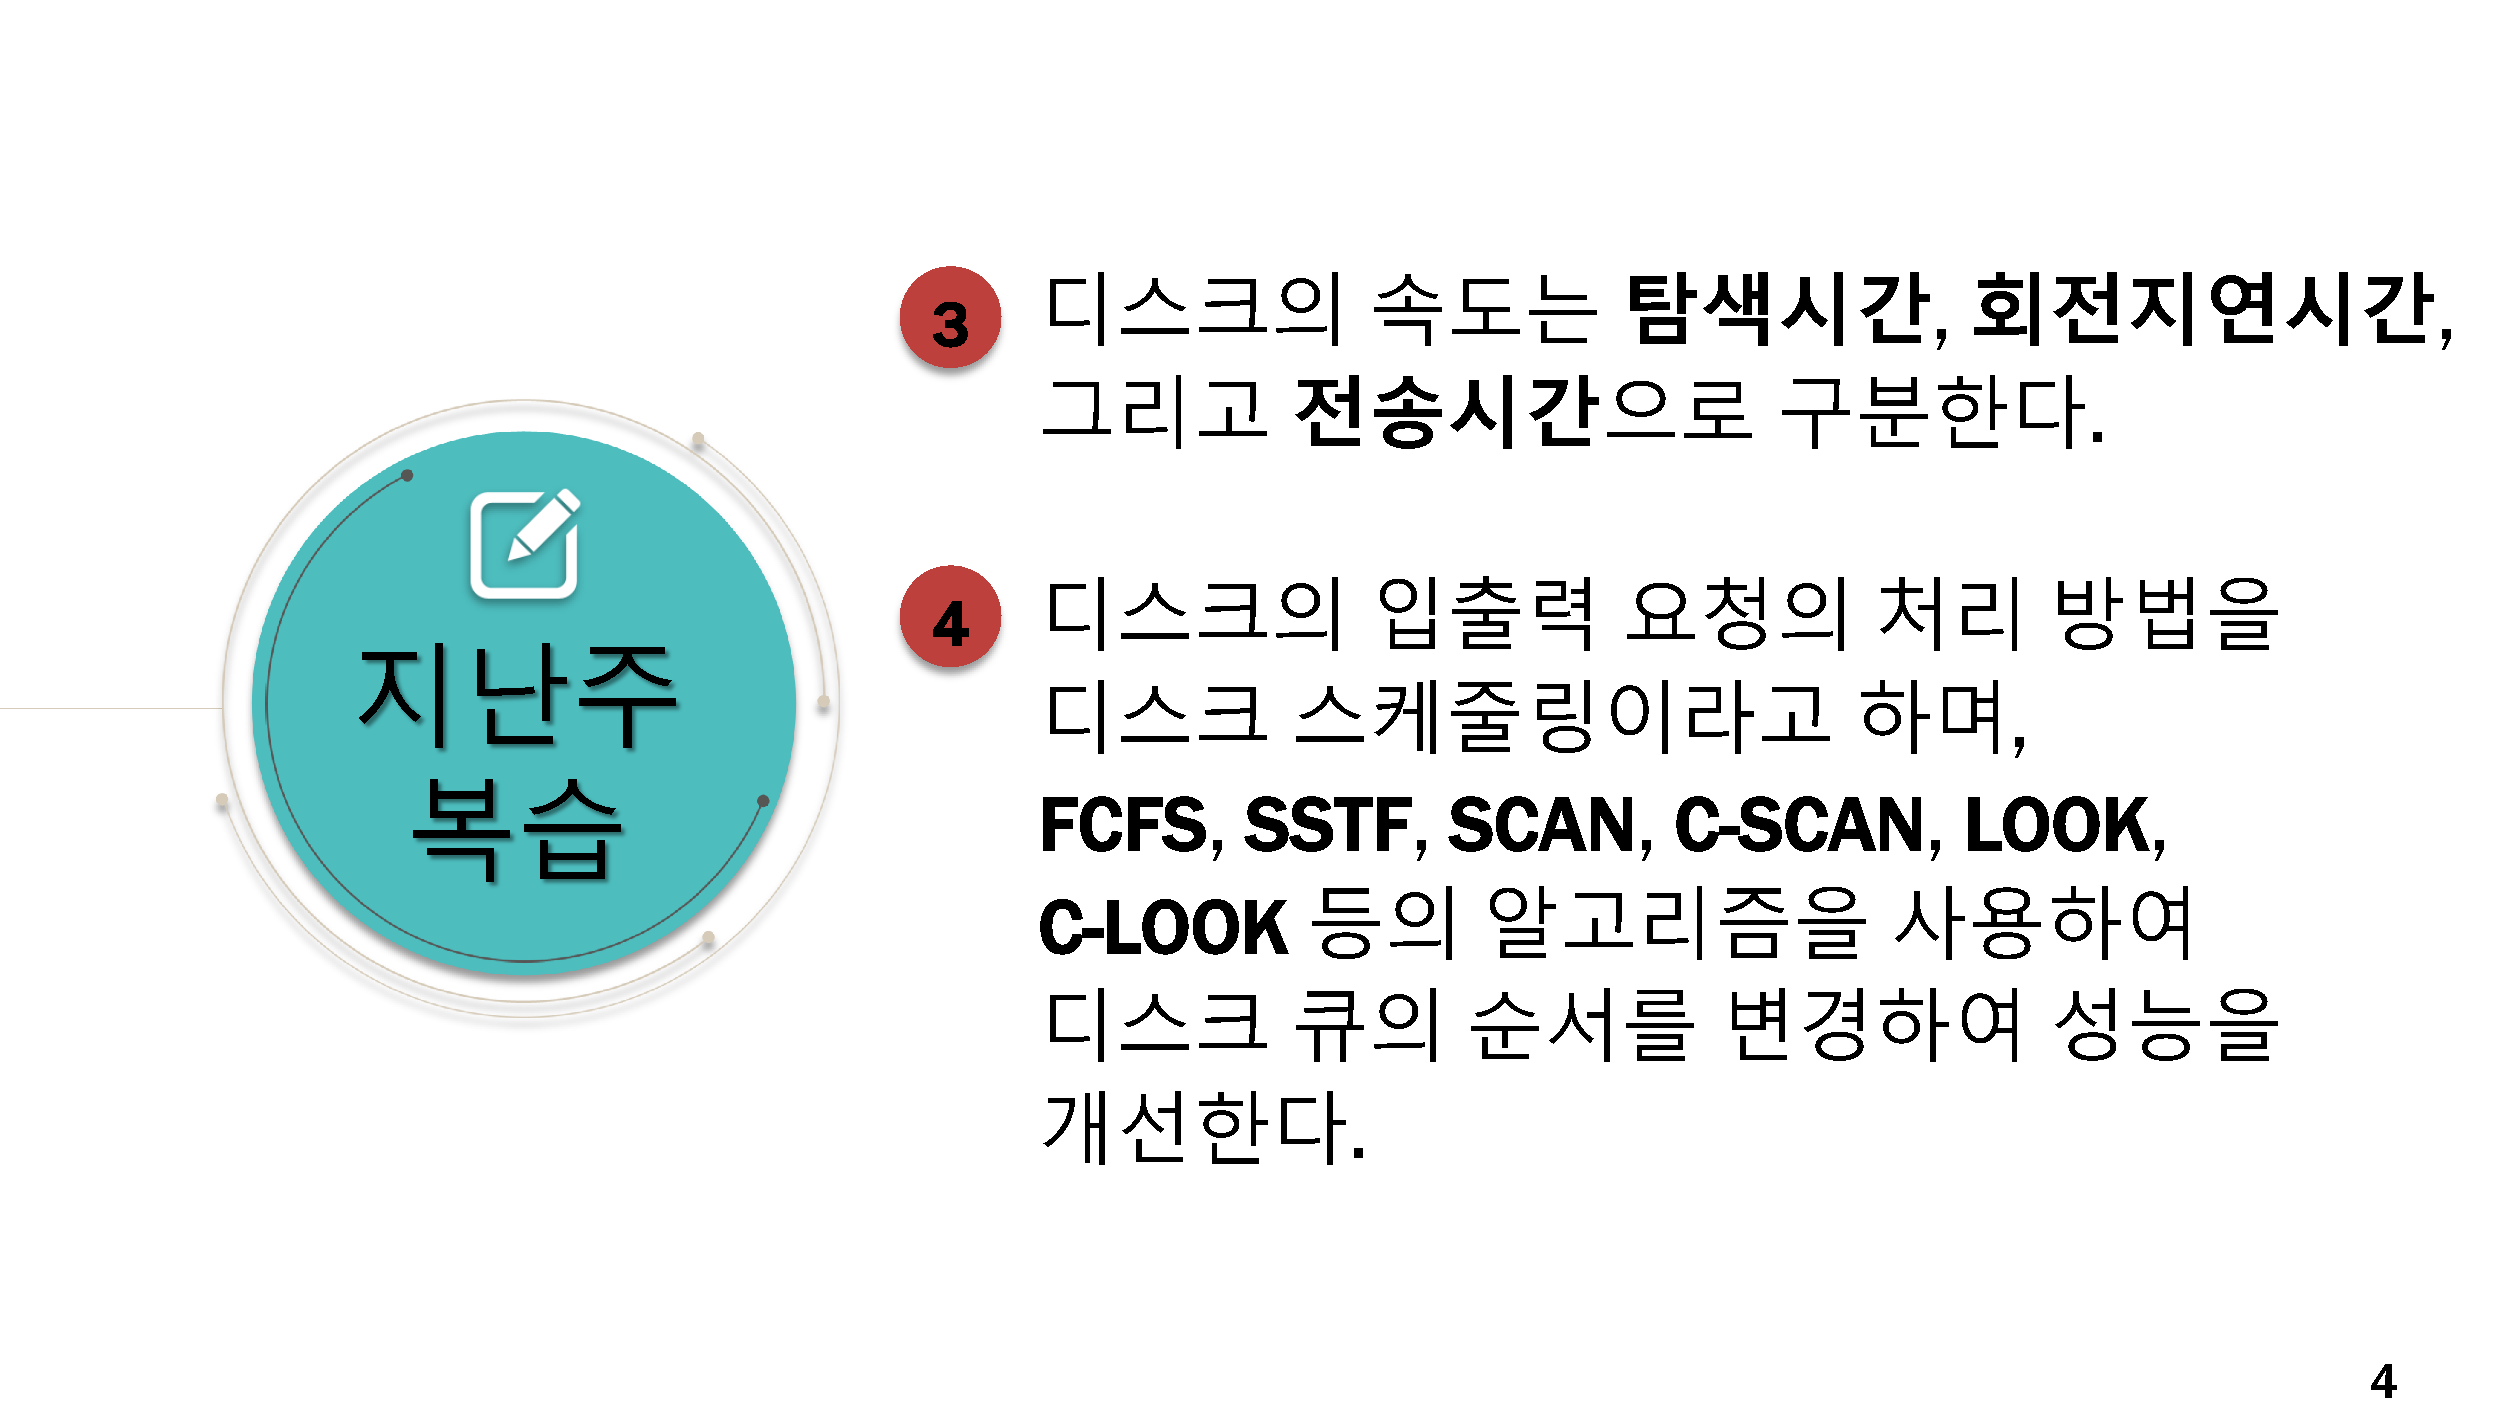 지난주
복습
3
디스크의 속도는 탐색시간, 회전지연시간,
그리고 전송시간으로 구분한다.
4
디스크의 입출력 요청의 처리 방법을
디스크 스케줄링이라고 하며,
FCFS, SSTF, SCAN, C-SCAN, LOOK,
C-LOOK 등의 알고리즘을 사용하여
디스크 큐의 순서를 변경하여 성능을
개선한다.
4